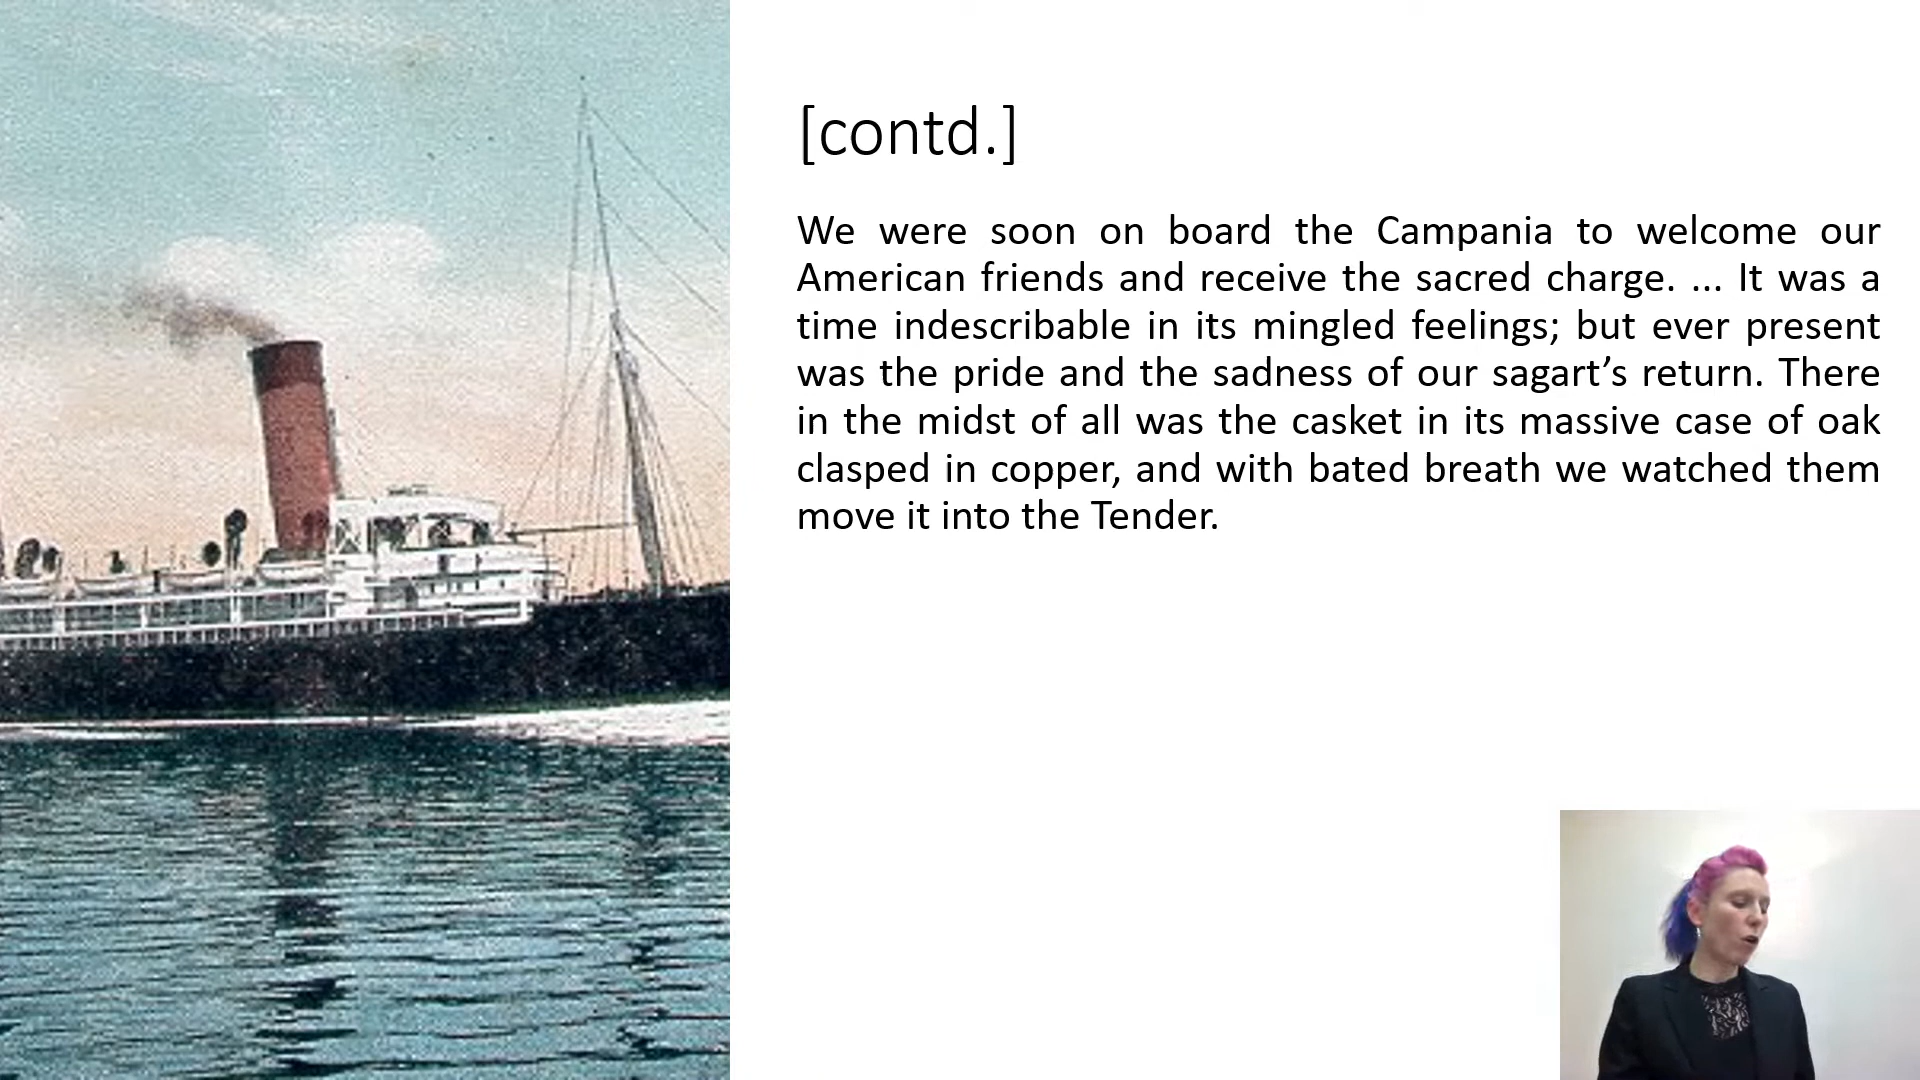 [contd.]
We were soon on board the Campania to welcome our
American friends and receive the sacred charge. ... It was a
time indescribable in its mingled feelings; but ever present
was the pride and the sadness of our sagart’s return. There
in the midst of all was the casket in its massive case of oak
clasped in copper, and with bated breath we watched them
move it into the Tender.